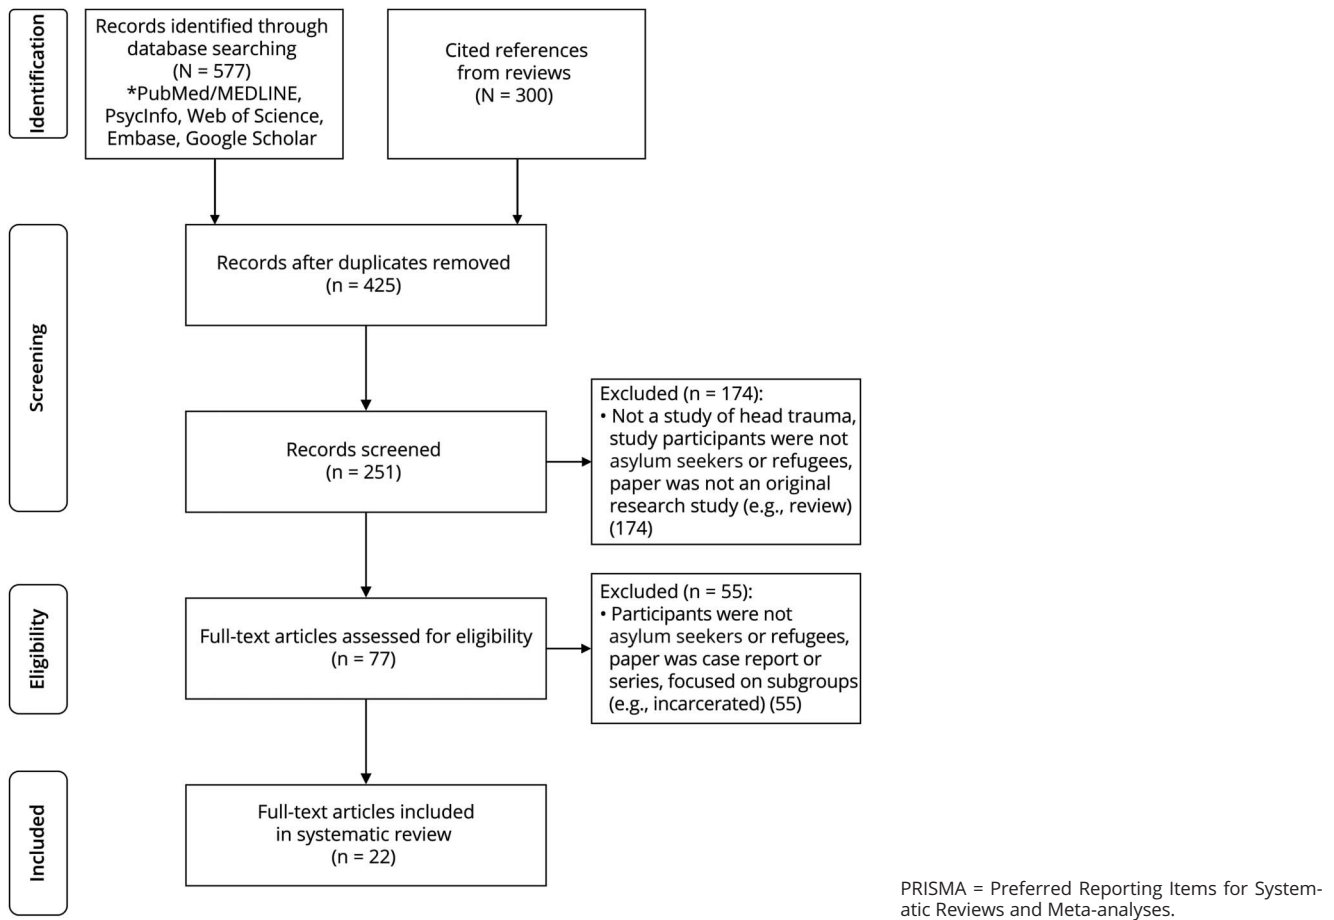 Identification
Records identified through
database searching
(N = 577)
*PubMed/MEDLINE,
PsycInfo, Web of Science,
Embase, Google Scholar
Cited references
from reviews
(N = 300)
Screening
Records after duplicates removed
(n = 425)
Records screened
(n = 251)
Excluded (n = 174):
• Not a study of head trauma,
study participants were not
asylum seekers or refugees,
paper was not an original
research study (e.g., review)
(174)
Eligibility
Full-text articles assessed for eligibility
(n = 77)
Excluded (n = 55):
• Participants were not
asylum seekers or refugees,
paper was case report or
series, focused on subgroups
(e.g., incarcerated) (55)
Included
Full-text articles included
in systematic review
(n = 22)
PRISMA = Preferred Reporting Items for System-
atic Reviews and Meta-analyses.